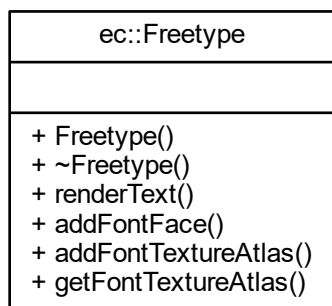 ec::Freetype
+ Freetype()
+ ~Freetype()
+ renderText()
+ addFontFace()
+ addFontTextureAtlas()
+ getFontTextureAtlas()